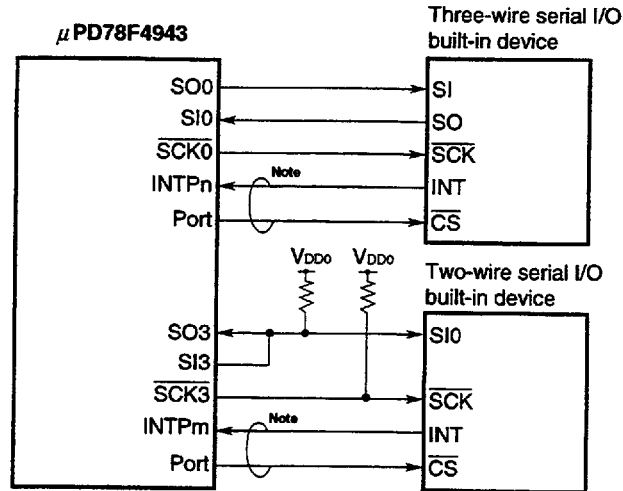 μPD78F4943
Three-wire serial I/O
built-in device
SO0
SI
SI0
SO
SCK0
SCK
Note
INTPn
INT
Port
CS
VDD0
VDD0
Two-wire serial I/O
built-in device
SO3
SI0
SI3
SCK3
SCK
Note
INTPm
INT
Port
CS